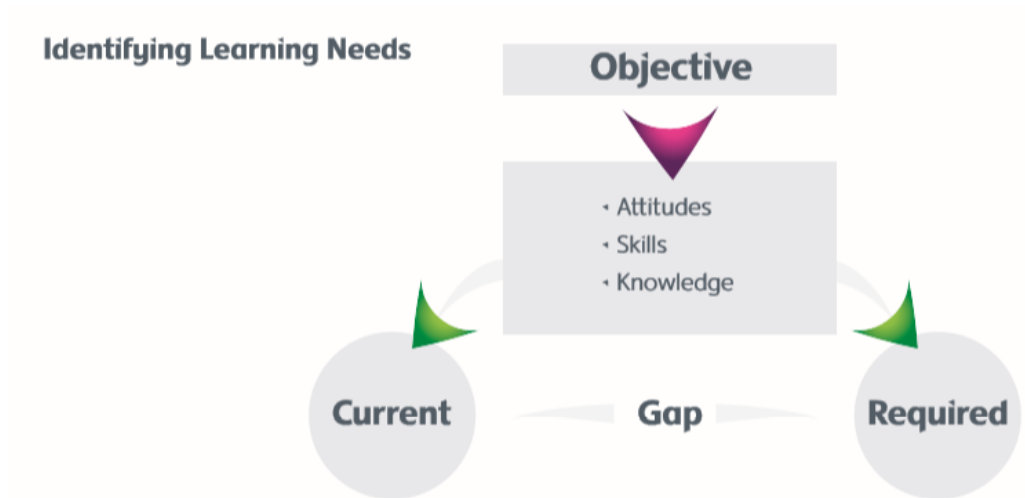 Identifying Learning Needs
Objective
• Attitudes
• Skills
• Knowledge
Current
Gap
Required